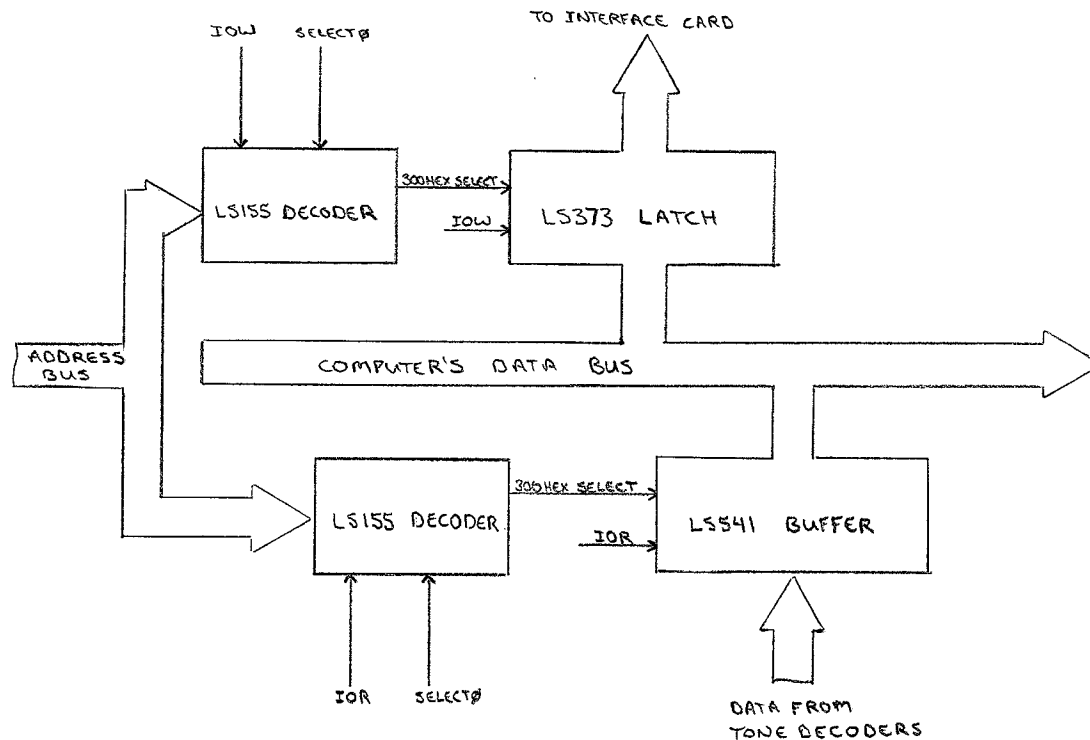 TO INTERFACE CARD
IOW
SELECTØ
LS155 DECODER
300HEX SELECT
IOW
LS373 LATCH
ADDRESS
BUS
COMPUTER'S DATA BUS
LS155 DECODER
SELECT
IOR
LS541 BUFFER
IOR
SELECTØ
DATA FROM
TONE DECODERS